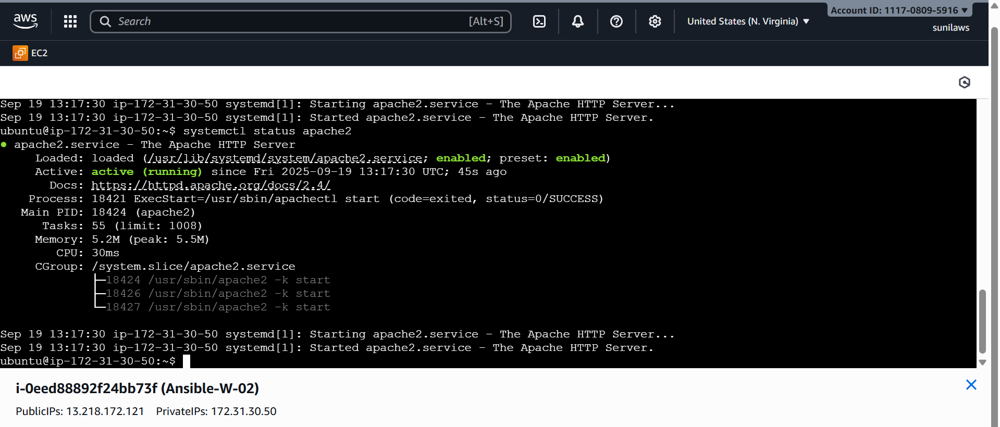 aws
Search [Alt+S]
United States (N. Virginia) ▼
Account ID: 1117-0809-5916 ▼
sunilaws
EC2
Sep 19 13:17:30 ip-172-31-30-50 systemd[1]: Starting apache2.service - The Apache HTTP Server...
Sep 19 13:17:30 ip-172-31-30-50 systemd[1]: Started apache2.service - The Apache HTTP Server.
ubuntu@ip-172-31-30-50:~$ systemctl status apache2
● apache2.service - The Apache HTTP Server
Loaded: loaded (/usr/lib/systemd/system/apache2.service; enabled; preset: enabled)
Active: active (running) since Fri 2025-09-19 13:17:30 UTC; 45s ago
Docs: https://httpd.apache.org/docs/2.4/
Process: 18421 ExecStart=/usr/sbin/apachectl start (code=exited, status=0/SUCCESS)
Main PID: 18424 (apache2)
Tasks: 55 (limit: 1008)
Memory: 5.2M (peak: 5.5M)
CPU: 30ms
CGroup: /system.slice/apache2.service
├─18424 /usr/sbin/apache2 -k start
├─18426 /usr/sbin/apache2 -k start
└─18427 /usr/sbin/apache2 -k start
Sep 19 13:17:30 ip-172-31-30-50 systemd[1]: Starting apache2.service - The Apache HTTP Server...
Sep 19 13:17:30 ip-172-31-30-50 systemd[1]: Started apache2.service - The Apache HTTP Server.
ubuntu@ip-172-31-30-50:~$
i-0eed88892f24bb73f (Ansible-W-02)
PublicIPs: 13.218.172.121 PrivateIPs: 172.31.30.50